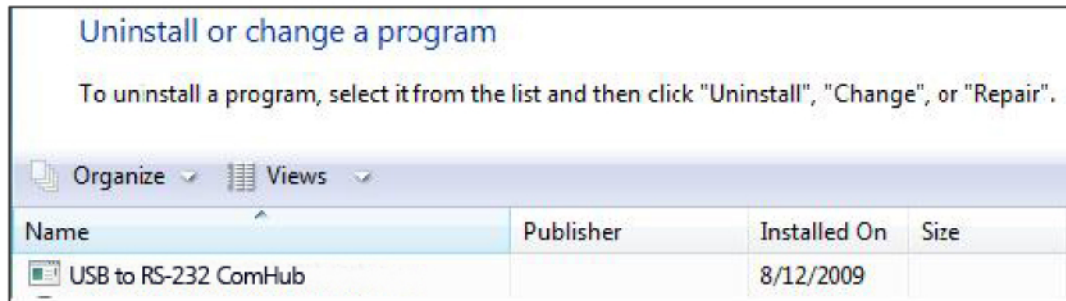 Uninstall or change a program
To uninstall a program, select it from the list and then click "Uninstall", "Change", or "Repair".
Organize Views
Name Publisher Installed On Size
USB to RS-232 ComHub 8/12/2009